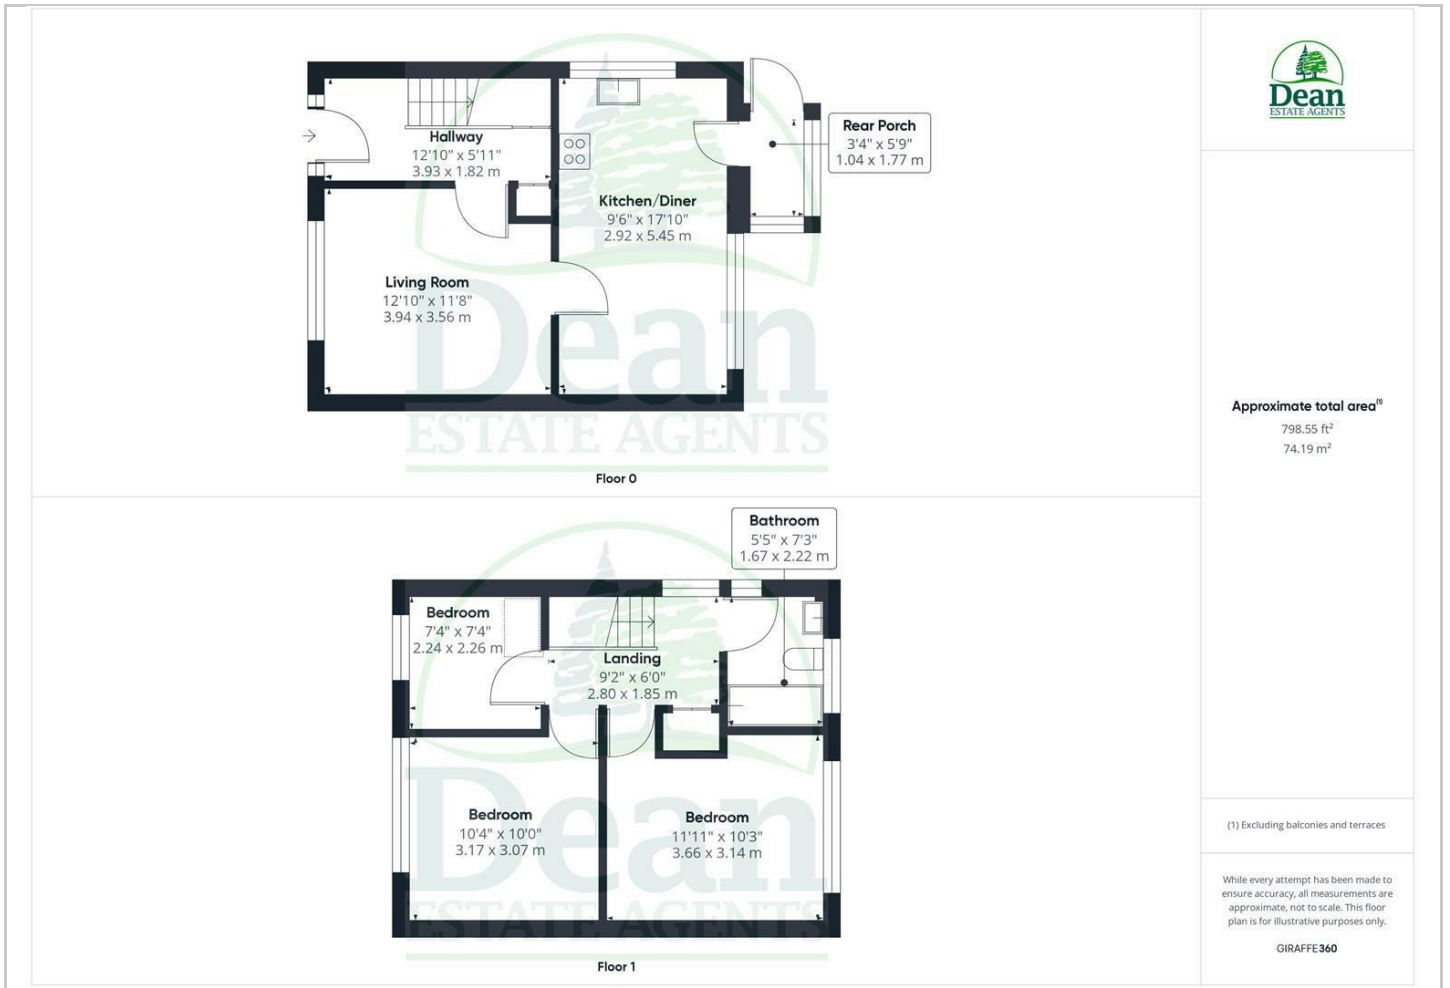 Hallway
12'10" x 5'11"
3.93 x 1.82 m
Rear Porch
3'4" x 5'9"
1.04 x 1.77 m
Kitchen/Diner
9'6" x 17'10"
2.92 x 5.45 m
Living Room
12'10" x 11'8"
3.94 x 3.56 m
Dean
ESTATE AGENTS
Floor 0
Bathroom
5'5" x 7'3"
1.67 x 2.22 m
Bedroom
7'4" x 7'4"
2.24 x 2.26 m
Landing
9'2" x 6'0"
2.80 x 1.85 m
Bedroom
10'4" x 10'0"
3.17 x 3.07 m
Bedroom
11'11" x 10'3"
3.66 x 3.14 m
Dean
ESTATE AGENTS
Floor 1
Dean
ESTATE AGENTS
Approximate total area(1)
798.55 ft²
74.19 m²
(1) Excluding balconies and terraces
While every attempt has been made to
ensure accuracy, all measurements are
approximate, not to scale. This floor
plan is for illustrative purposes only.
GIRAFFE360